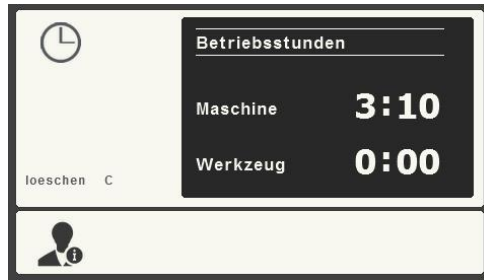 Betriebsstunden
Maschine 3:10
Werkzeug 0:00
loeschen C